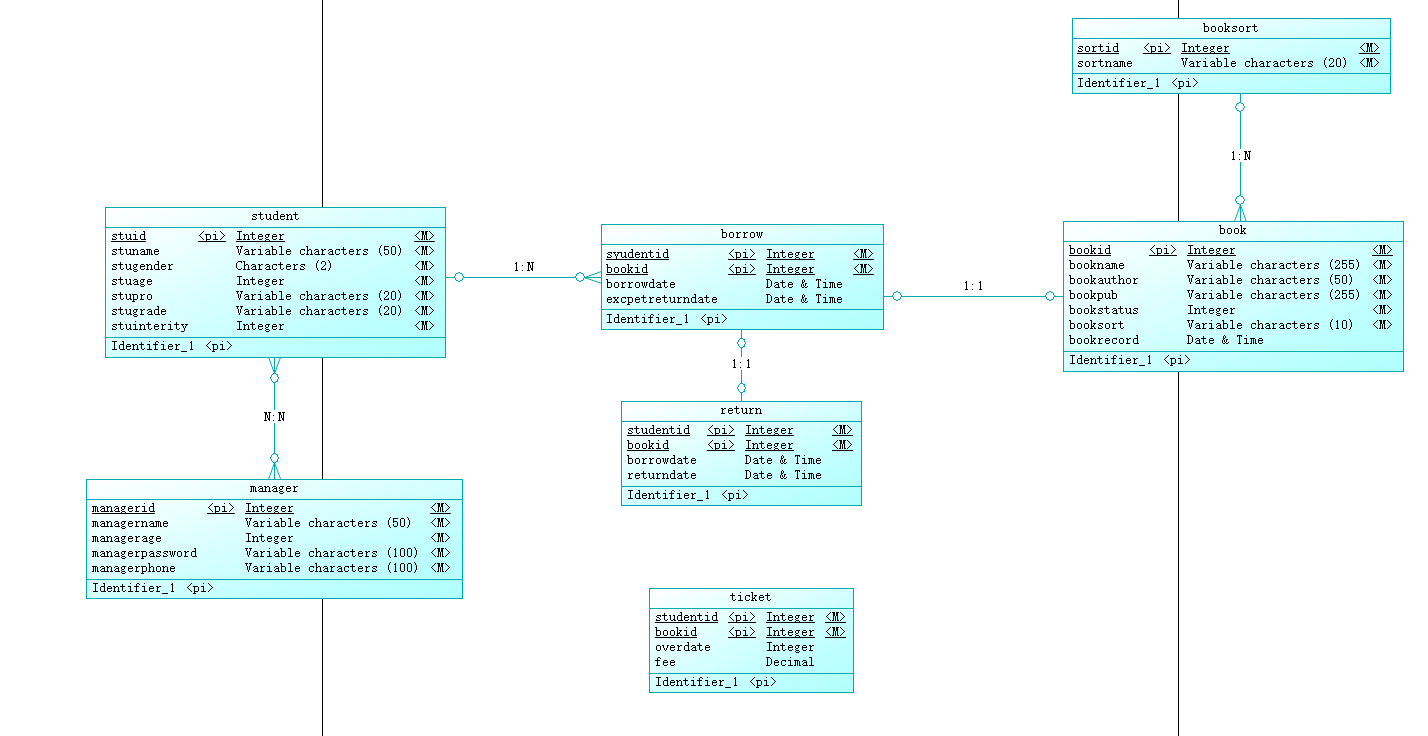 booksort
sortid <pi> Integer <M>
sortname Variable characters (20) <M>
Identifier_1 <pi>
1:N
student
stuid <pi> Integer <M>
stuname Variable characters (50) <M>
stugender Characters (2) <M>
stuage Integer <M>
stupro Variable characters (20) <M>
stugrade Variable characters (20) <M>
stuinterity Integer <M>
Identifier_1 <pi>
1:N
borrow
syudentid <pi> Integer <M>
bookid <pi> Integer <M>
borrowdate Date & Time
excpetreturndate Date & Time
Identifier_1 <pi>
1:1
book
bookid <pi> Integer <M>
bookname Variable characters (255) <M>
bookauthor Variable characters (50) <M>
bookpub Variable characters (255) <M>
bookstatus Integer <M>
booksort Variable characters (10) <M>
bookrecord Date & Time
Identifier_1 <pi>
1:1
N:N
return
studentid <pi> Integer <M>
bookid <pi> Integer <M>
borrowdate Date & Time
returndate Date & Time
Identifier_1 <pi>
manager
managerid <pi> Integer <M>
managername Variable characters (50) <M>
managerage Integer <M>
managerpassword Variable characters (100) <M>
managerphone Variable characters (100) <M>
Identifier_1 <pi>
ticket
studentid <pi> Integer <M>
bookid <pi> Integer <M>
overdate Integer
fee Decimal
Identifier_1 <pi>